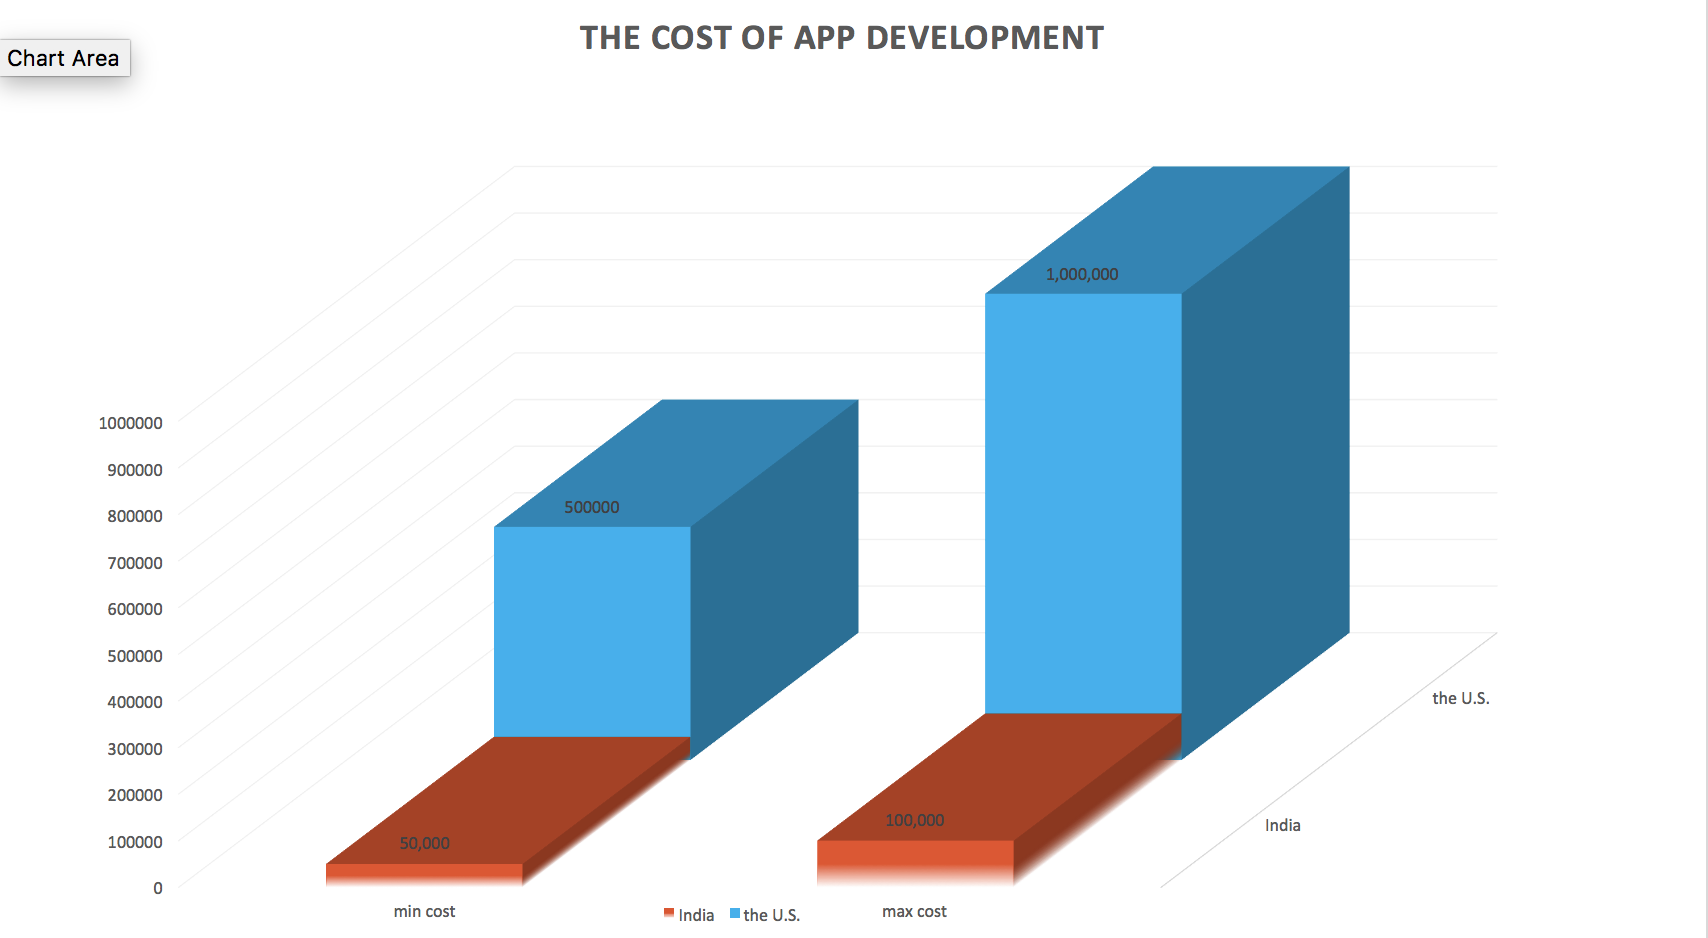 THE COST OF APP DEVELOPMENT
Chart Area
1,000,000
1000000
900000
500000
800000
700000
600000
500000
the U.S.
400000
300000
200000
100,000
India
100000
50,000
0
min cost
India
the U.S.
max cost